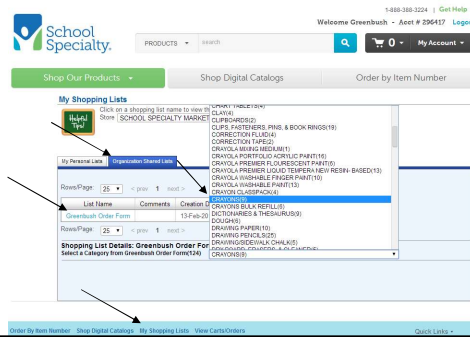 1-888-388-3224 | Get Help
Welcome Greenbush - Acct # 296417 Logo
School Specialty.
PRODUCTS
search
0
My Account
Shop Our Products
Shop Digital Catalogs
Order by Item Number
My Shopping Lists
Helpful Tips!
Click on a shopping list name to view th
Store SCHOOL SPECIALTY MARKET
CHART TABLETS(4)
CLAY(4)
CLIPBOARDS(2)
CLIPS, FASTENERS, PINS, & BOOK RINGS(19)
CORRECTION FLUID(4)
CORRECTION TAPE(2)
CRAYOLA MIXING MEDIUM(1)
CRAYOLA PORTFOLIO ACRYLIC PAINT(16)
CRAYOLA PREMIER FLOURESCENT PAINT(6)
CRAYOLA PREMIER LIQUID TEMPERA NEW RESIN- BASED(13)
CRAYOLA WASHABLE FINGER PAINT(10)
CRAYOLA WASHABLE PAINT(13)
CRAYON CLASSPACK(4)
CRAYONS(9)
CRAYONS BULK REFILL(8)
DICTIONARIES & THESAURUS(9)
DOUGH(6)
DRAWING PAPER(10)
DRAWING PENCILS(25)
DRAWING/SIDEWALK CHALK(5)
CRAYONS(9)
My Personal Lists
Organization Shared Lists
Rows/Page: 25 < prev 1 next >
List Name Comments Creation D
Greenbush Order Form 13-Feb-20
Rows/Page: 25 < prev 1 next >
Shopping List Details: Greenbush Order For
Select a Category from Greenbush Order Form(124)
Order By Item Number Shop Digital Catalogs My Shopping Lists View Carts/Orders
Quick Links